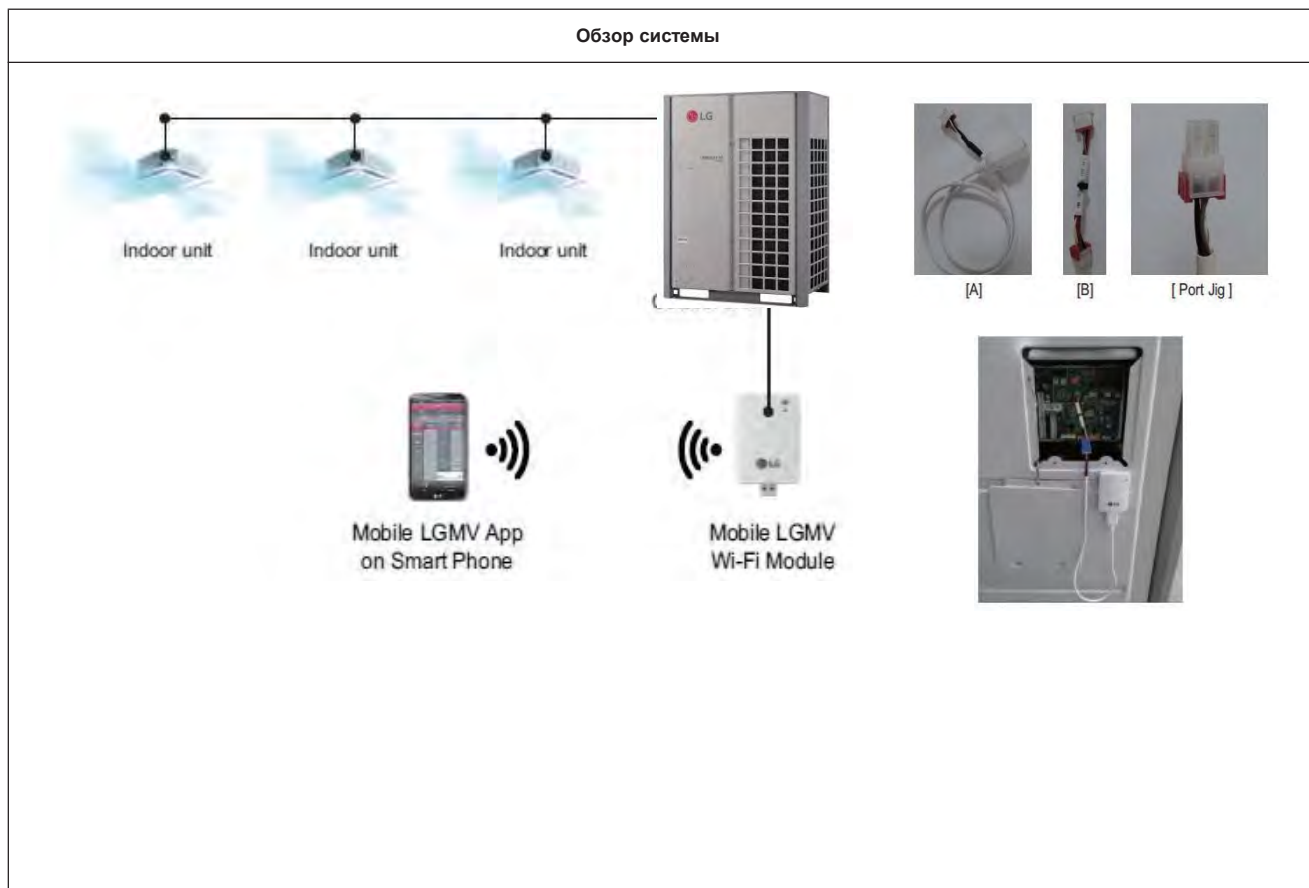 Обзор системы
LG
Indoor unit
Indoor unit
Indoor unit
[A]
[B]
[ Port Jig ]
LG
Mobile LGMV App
on Smart Phone
Mobile LGMV
Wi-Fi Module